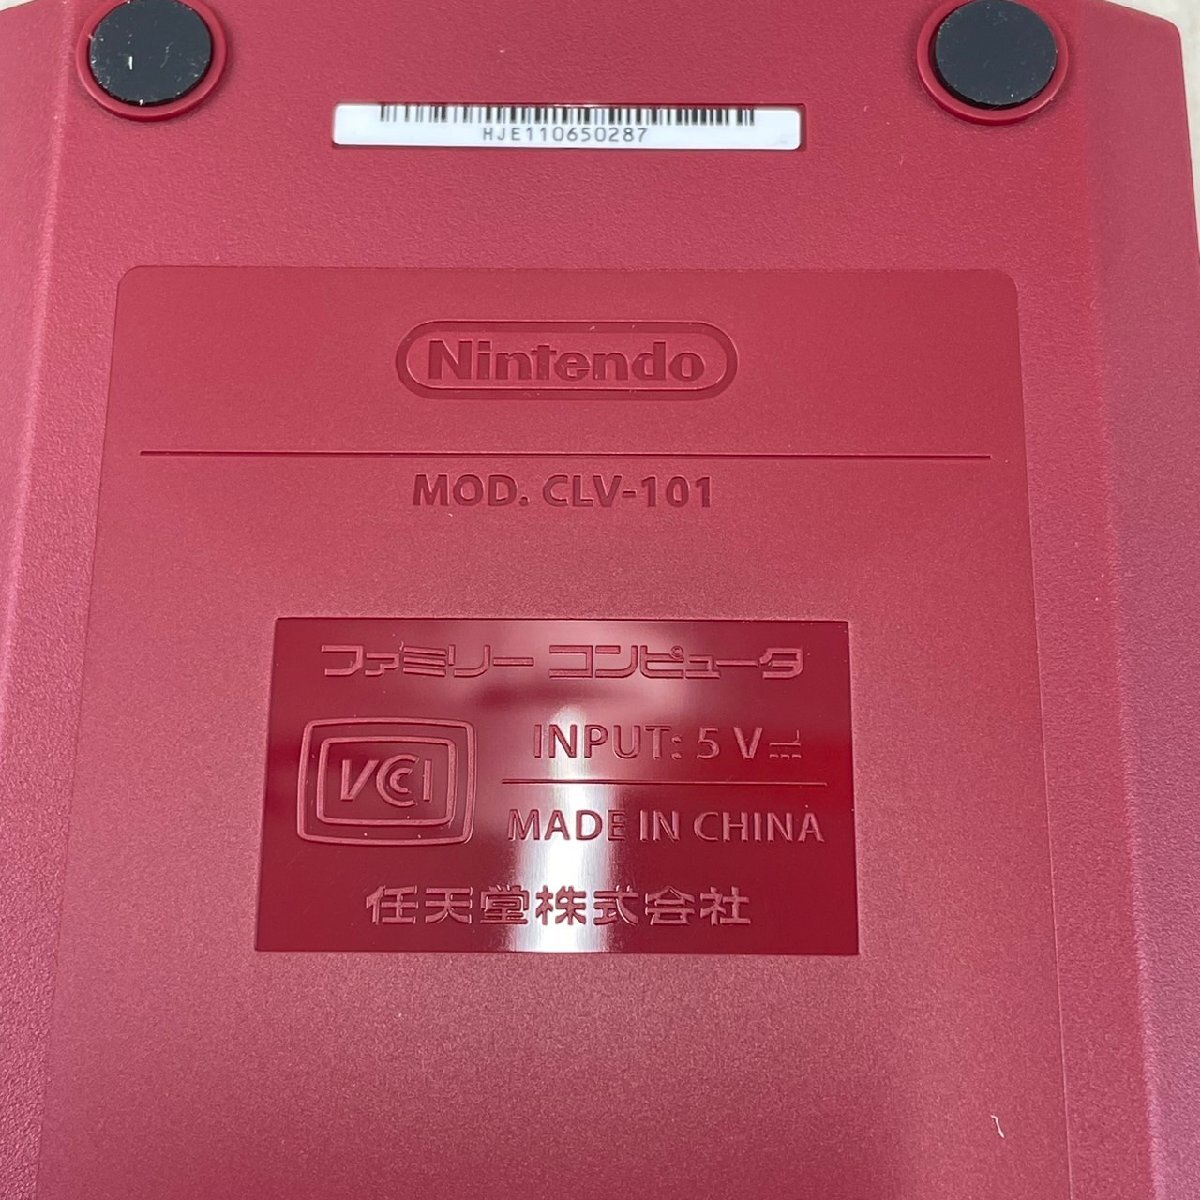 HJE110650287
Nintendo
MOD. CLV-101
ファミリー コンピュータ
VCCI
INPUT: 5 V
MADE IN CHINA
任天堂株式会社